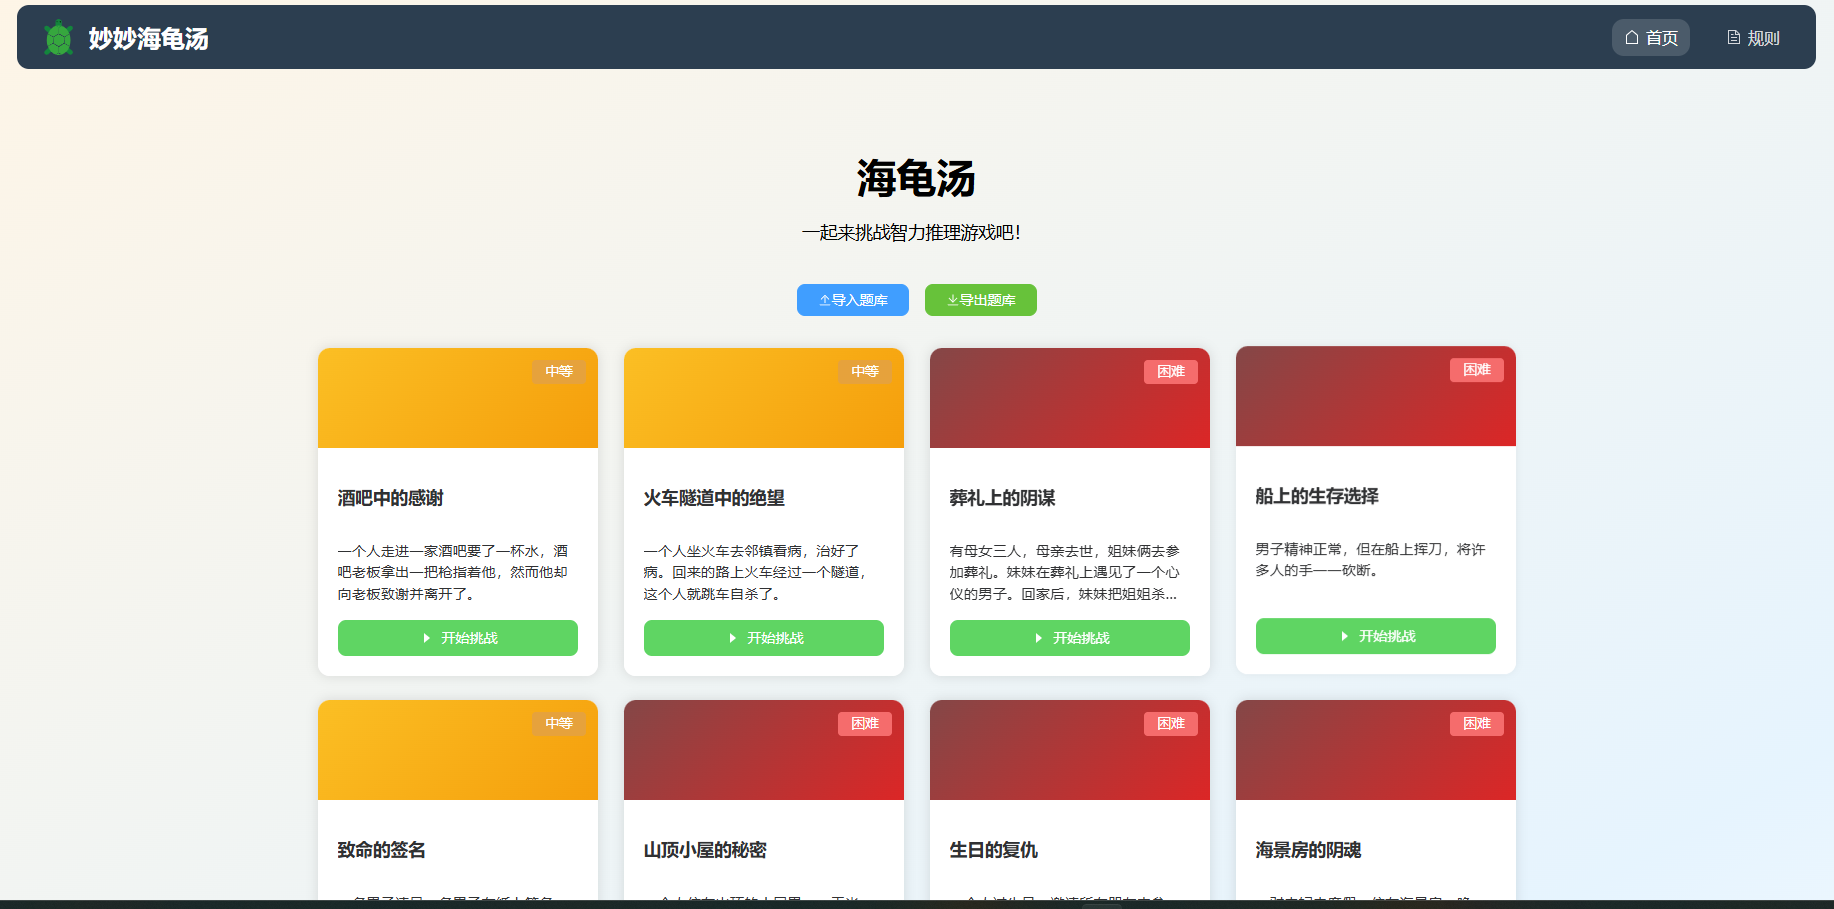 妙妙海龟汤
首页
规则
海龟汤
一起来挑战智力推理游戏吧！
导入题库
导出题库
中等
酒吧中的感谢
一个人走进一家酒吧要了一杯水，酒
吧老板拿出一把枪指着他，然而他却
向老板致谢并离开了。
开始挑战
中等
火车隧道中的绝望
一个人坐火车去邻镇看病，治好了
病。回来的路上火车经过一个隧道，
这个人就跳车自杀了。
开始挑战
困难
葬礼上的阴谋
有母女三人，母亲去世，姐妹俩去参
加葬礼。妹妹在葬礼上遇见了一个心
仪的男子。回家后，妹妹把姐姐杀...
开始挑战
困难
船上的生存选择
男子精神正常，但在船上挥刀，将许
多人的手一一砍断。
开始挑战
中等
致命的签名
困难
山顶小屋的秘密
困难
生日的复仇
困难
海景房的阴魂